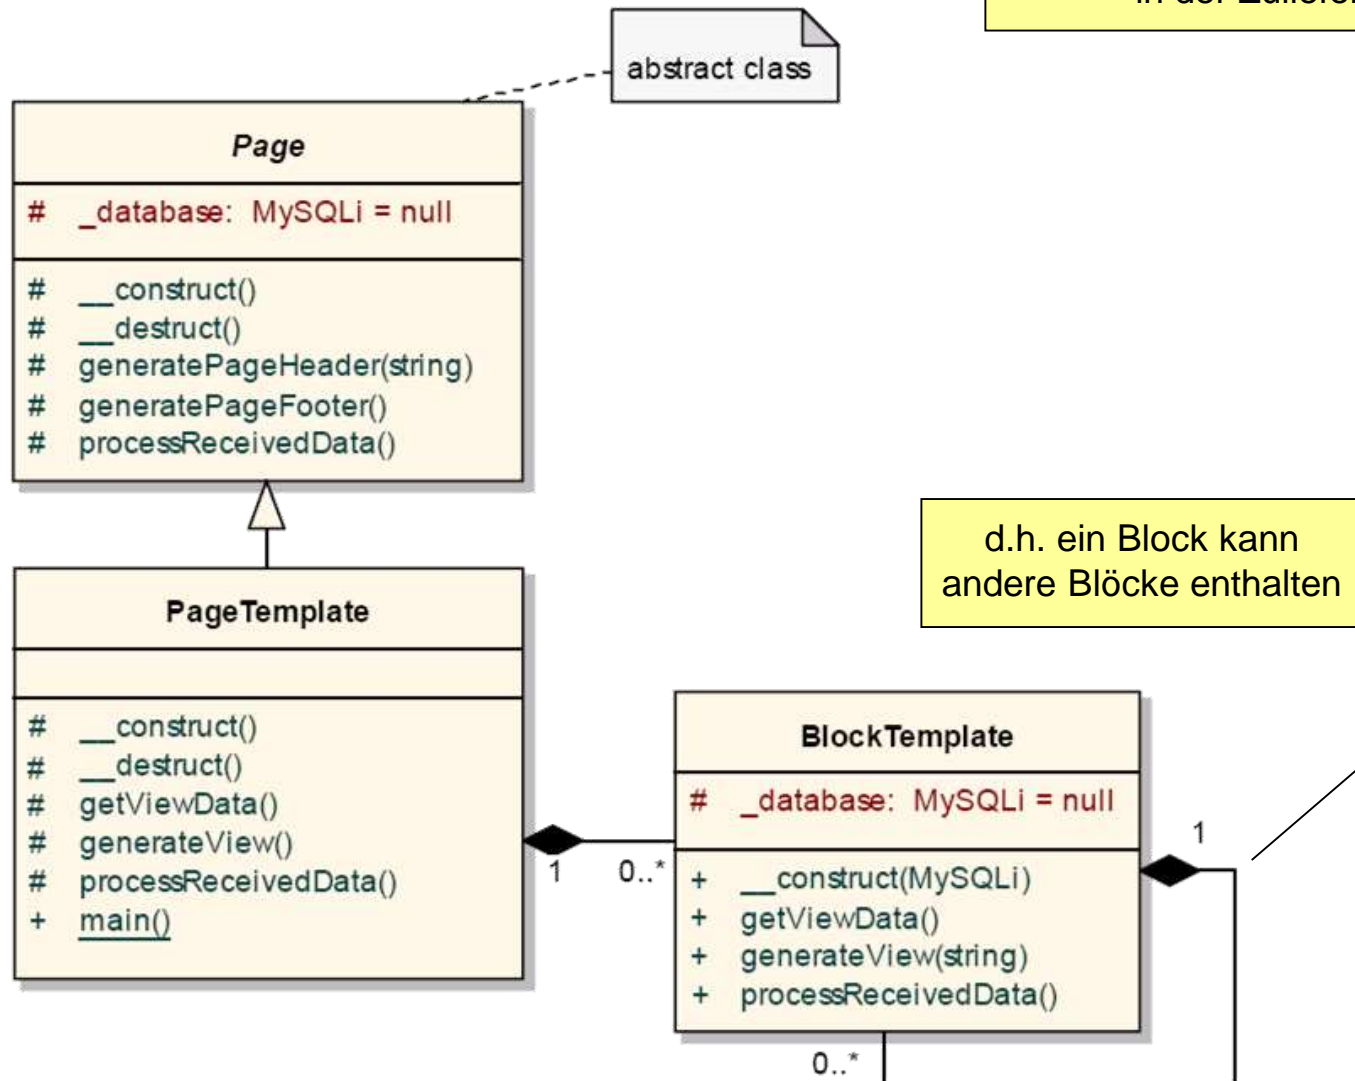 abstract class
Page
# _database: MySQLi = null
# __construct()
# __destruct()
# generatePageHeader(string)
# generatePageFooter()
# processReceivedData()
d.h. ein Block kann
andere Blöcke enthalten
PageTemplate
# __construct()
# __destruct()
# getViewData()
# generateView()
# processReceivedData()
+ main()
1
0..*
BlockTemplate
# _database: MySQLi = null
+ __construct(MySQLi)
+ getViewData()
+ generateView(string)
+ processReceivedData()
1
0..*